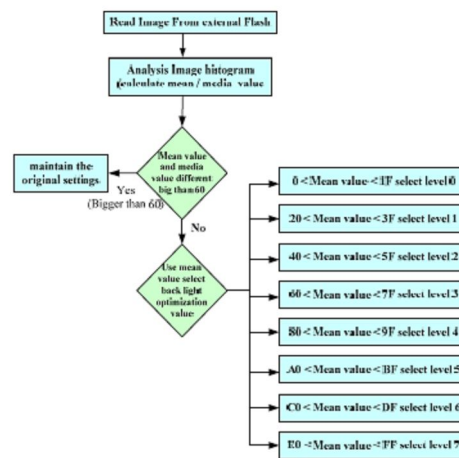 Read Image From external Flash
Analysis Image histogram
(calculate mean / media value
Mean value
and media
value different
big than 60
maintain the
original settings
Yes
(Bigger than 60)
No
Use mean
value select
back light
optimization
value
0 <Mean value <1F select level 0
20 <Mean value <3F select level 1
40 <Mean value <5F select level 2
60 <Mean value <7F select level 3
80 <Mean value <9F select level 4
A0 <Mean value <BF select level 5
C0 <Mean value <DF select level 6
E0 <Mean value <FF select level 7